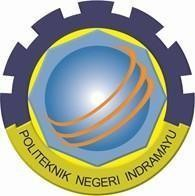 POLITEKNIK NEGERI INDRAMAYU